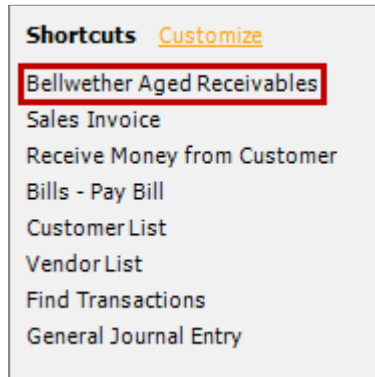 Shortcuts Customize
Bellwether Aged Receivables
Sales Invoice
Receive Money from Customer
Bills - Pay Bill
Customer List
Vendor List
Find Transactions
General Journal Entry